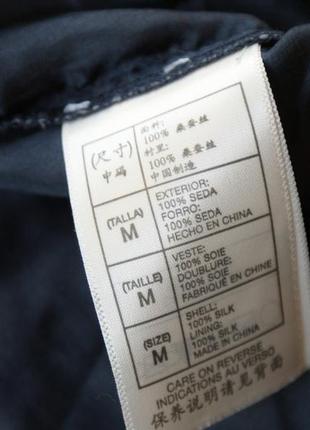 (尺寸)
中码
面料:
100% 桑蚕丝
衬里:
100% 桑蚕丝
中国制造
(TALLA)
M
EXTERIOR:
100% SEDA
FORRO:
100% SEDA
HECHO EN CHINA
(TAILLE)
M
VESTE:
100% SOIE
DOUBLURE:
100% SOIE
FABRIQUÉ EN CHINE
(SIZE)
M
SHELL:
100% SILK
LINING:
100% SILK
MADE IN CHINA
CARE ON REVERSE
INDICATIONS AU VERSO
保养说明请见背面